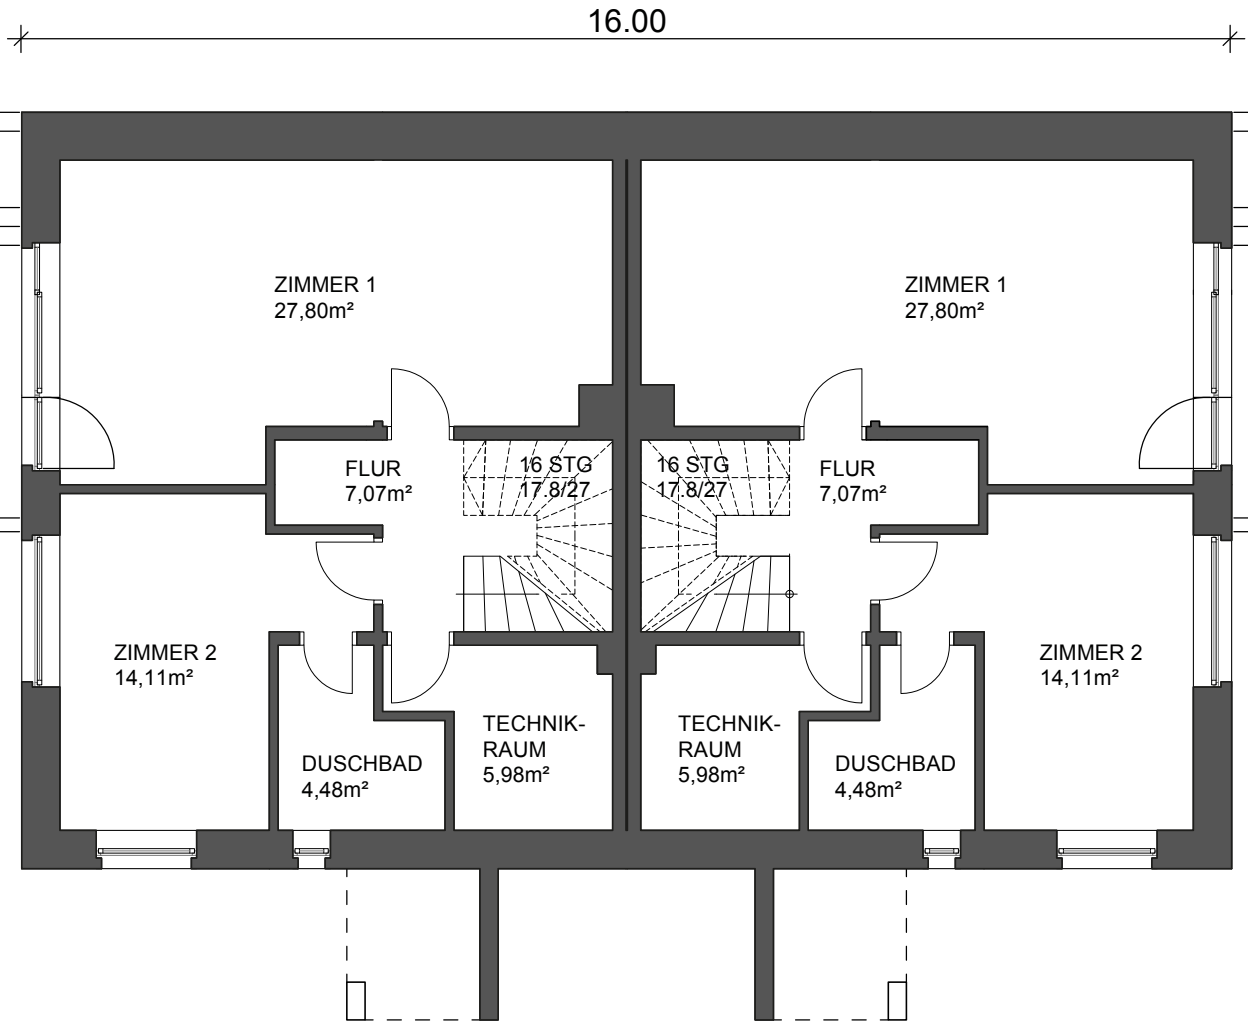 16.00
ZIMMER 1
27,80m²
ZIMMER 1
27,80m²
FLUR
7,07m²
16 STG
17.8/27
16 STG
17.8/27
FLUR
7,07m²
ZIMMER 2
14,11m²
ZIMMER 2
14,11m²
DUSCHBAD
4,48m²
TECHNIK-
RAUM
5,98m²
TECHNIK-
RAUM
5,98m²
DUSCHBAD
4,48m²